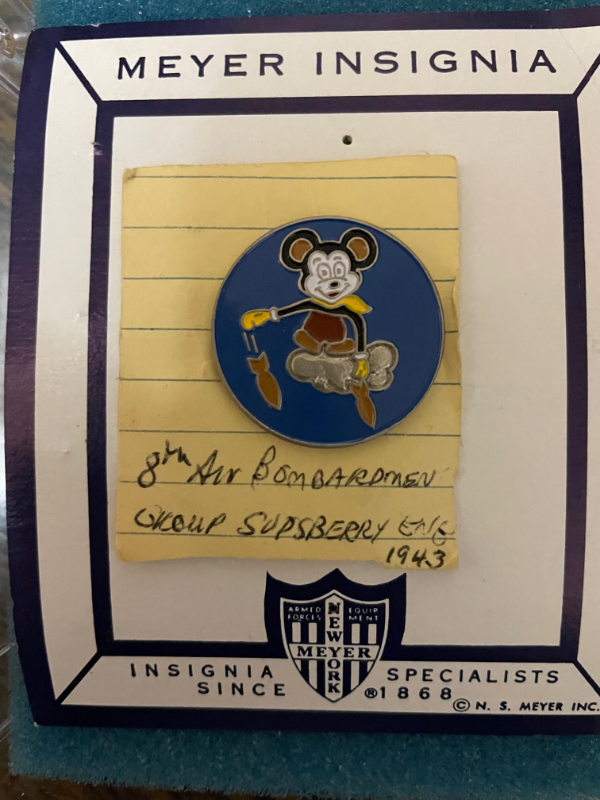 MEYER INSIGNIA
8th Air BOMBARDMEN
GROUP SUPSBERRY ENG
1943
ARMED FORCES
EQUIPMENT
NEW YORK
MEYER
INSIGNIA SPECIALISTS
SINCE ®1868
© N. S. MEYER INC.